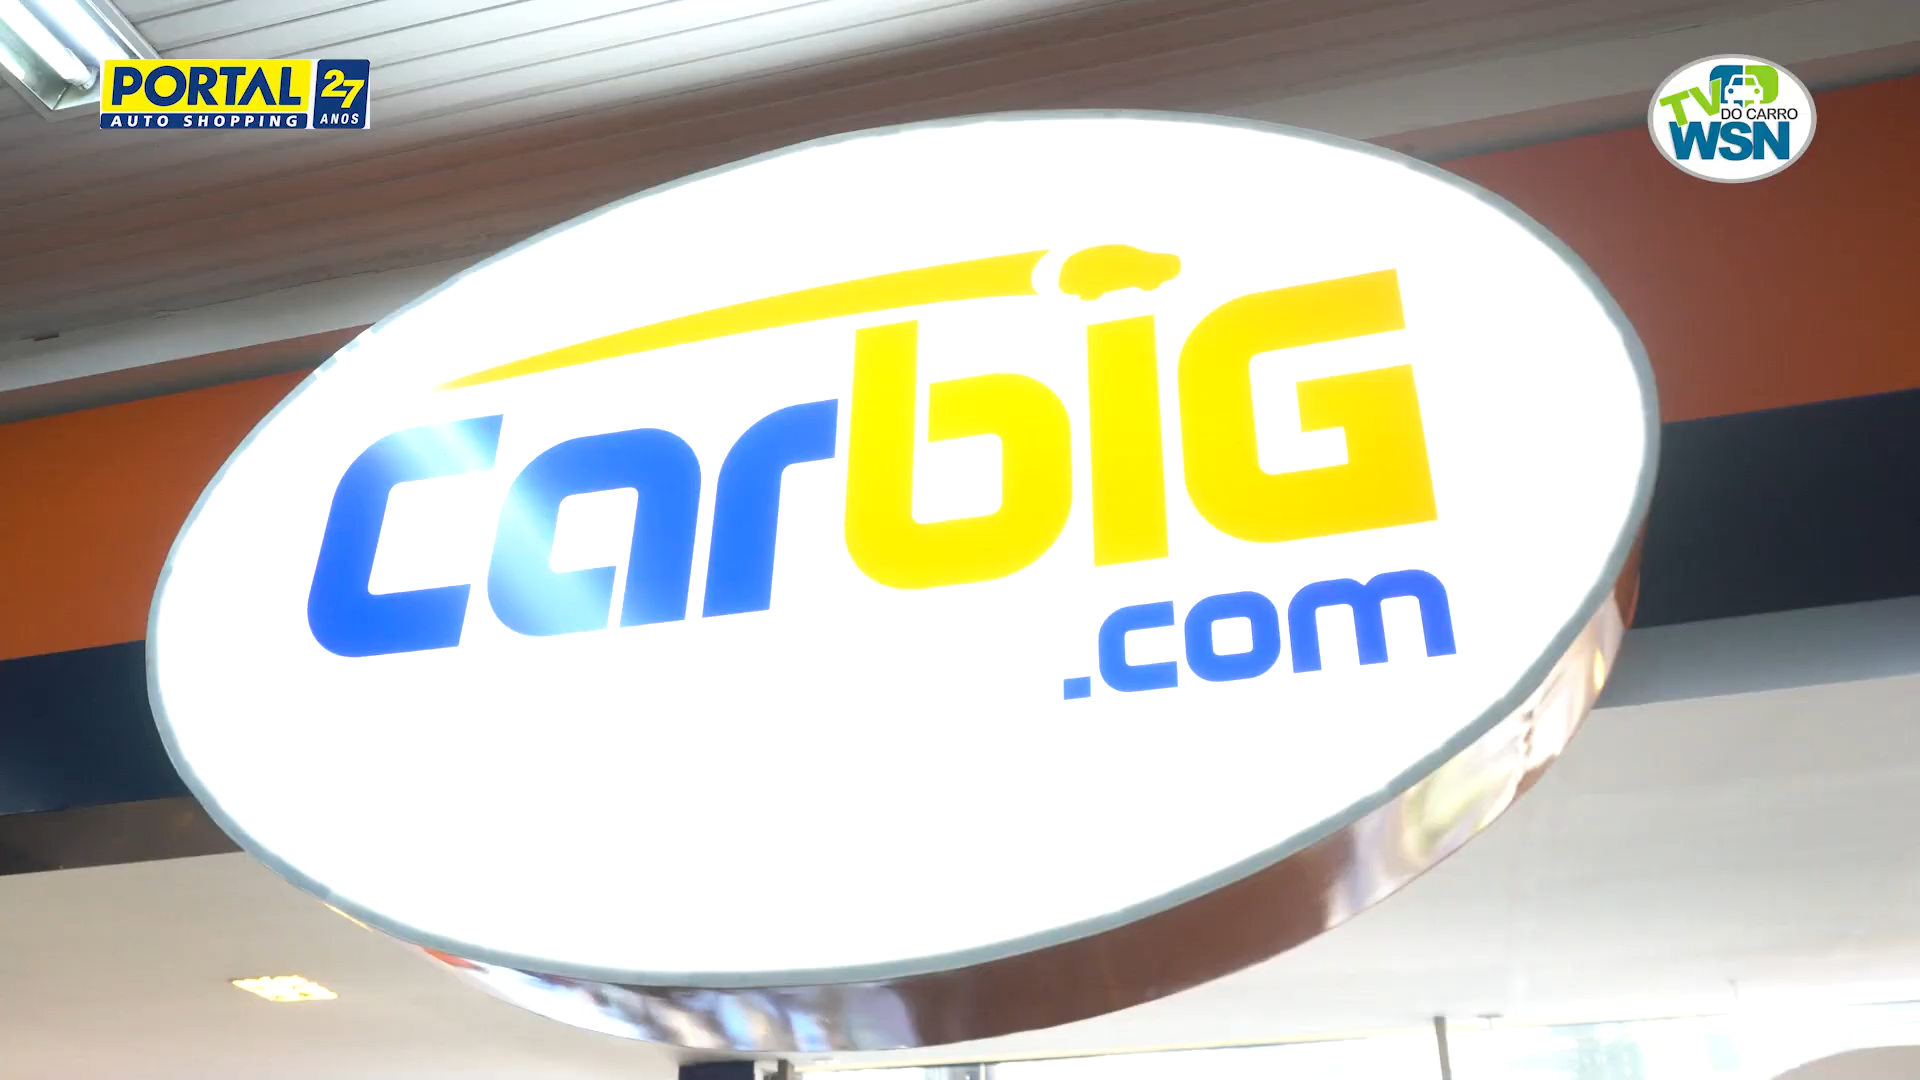 PORTAL 27
AUTO SHOPPING ANOS
TV DO CARRO
WSN
CarbiG
.com